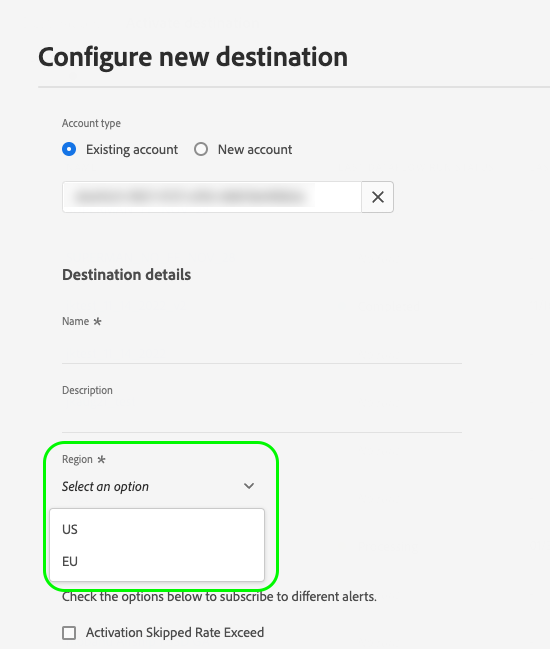 Configure new destination
Account type
Existing account
New account
Destination details
Name *
Description
Region *
Select an option
US
EU
Check the options below to subscribe to different alerts.
Activation Skipped Rate Exceed